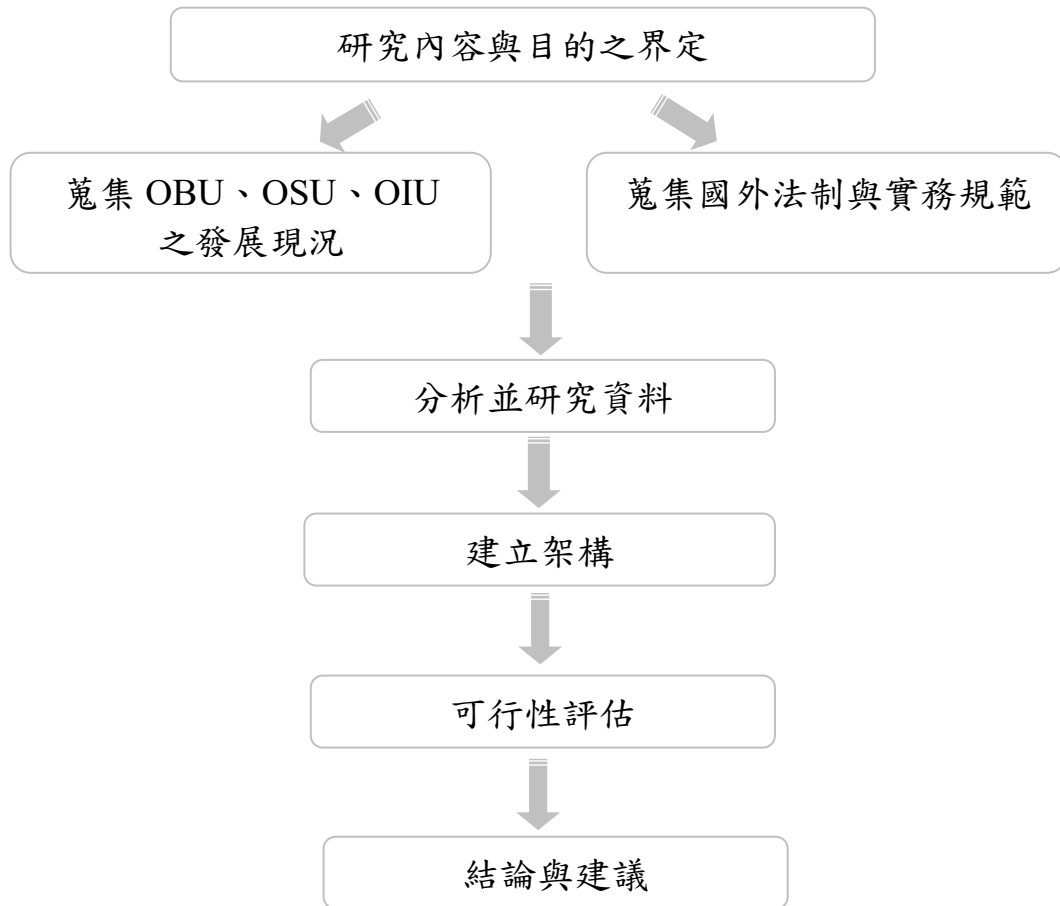 研究內容與目的之界定
蒐集 OBU、OSU、OIU
之發展現況
蒐集國外法制與實務規範
分析並研究資料
建立架構
可行性評估
結論與建議